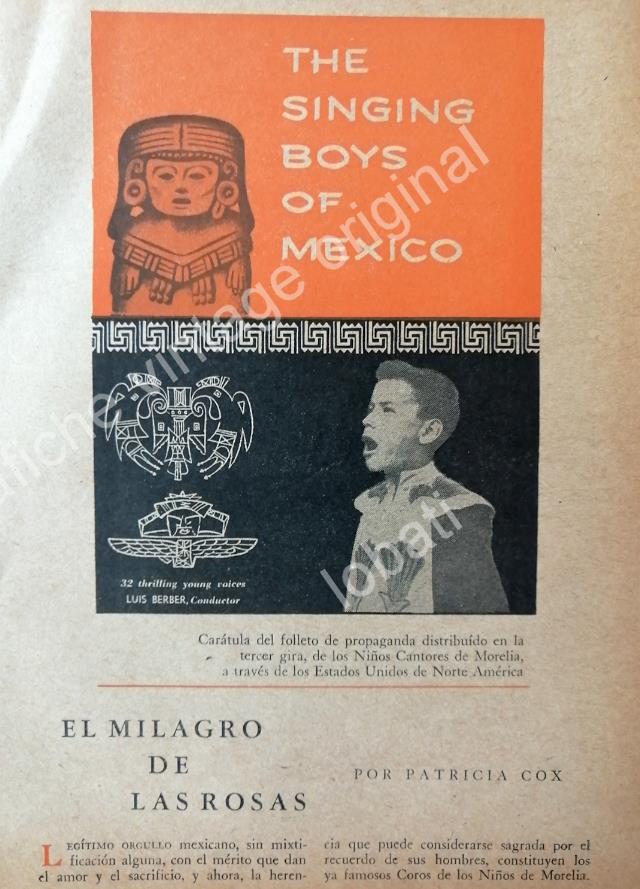 THE
SINGING
BOYS
OF
MEXICO
afiche vintage original
lobati
32 thrilling young voices
LUIS BERBER, Conductor
Carátula del folleto de propaganda distribuído en la
tercer gira, de los Niños Cantores de Morelia,
a través de los Estados Unidos de Norte América
EL MILAGRO
DE
LAS ROSAS
POR PATRICIA COX
LEGÍTIMO ORGULLO mexicano, sin mixti-
ficación alguna, con el mérito que dan
el amor y el sacrificio, y ahora, la heren-
cia que puede considerarse sagrada por el
recuerdo de sus hombres, constituyen los
ya famosos Coros de los Niños de Morelia.